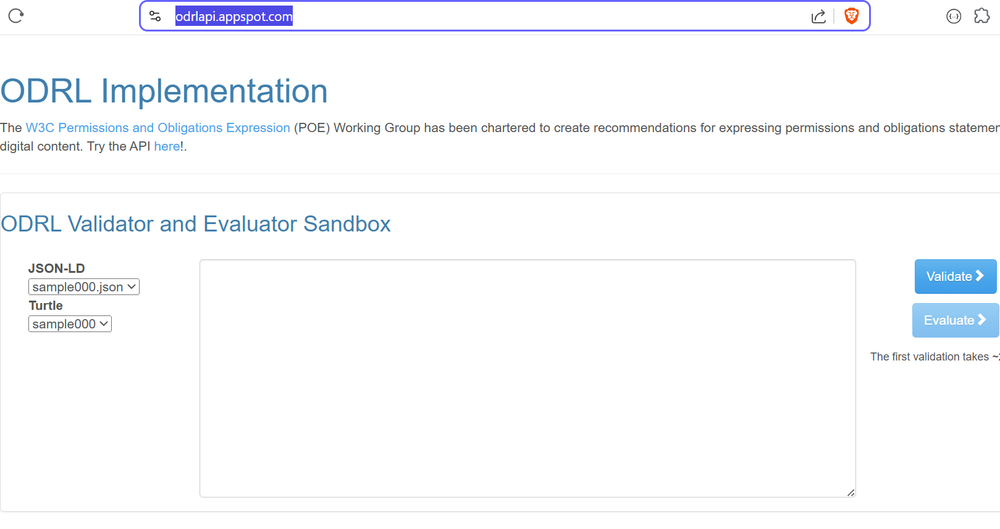 odrlapi.appspot.com
ODRL Implementation
The W3C Permissions and Obligations Expression (POE) Working Group has been chartered to create recommendations for expressing permissions and obligations
digital content. Try the API here!.
ODRL Validator and Evaluator Sandbox
JSON-LD
sample000.json
Turtle
sample000
Validate
Evaluate
The first validation takes